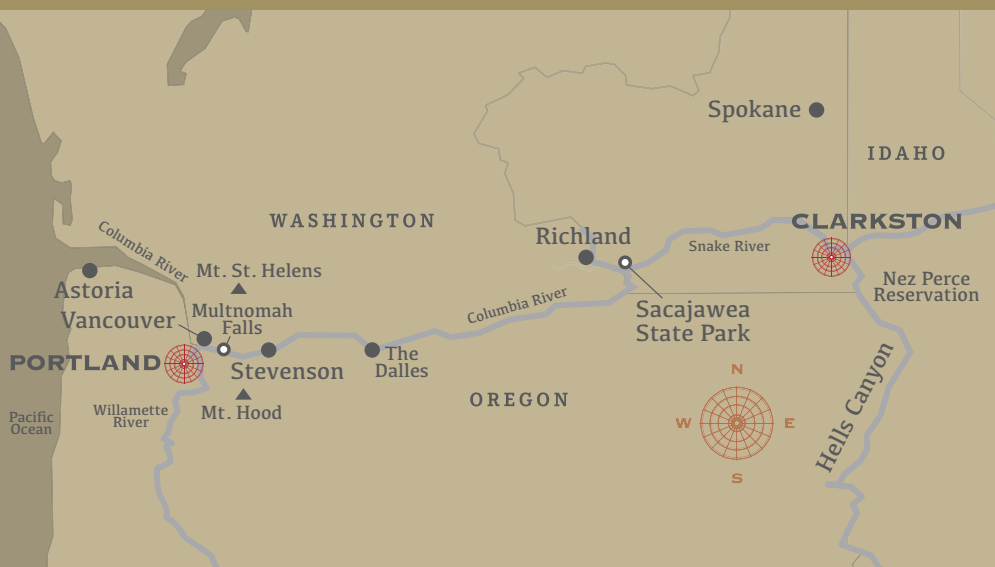 Spokane
IDAHO
WASHINGTON
CLARKSTON
Columbia River
Richland
Snake River
Mt. St. Helens
Astoria
Nez Perce
Reservation
Columbia River
Sacajawea
State Park
Vancouver
Multnomah
Falls
PORTLAND
The
Dalles
Stevenson
N
Hells Canyon
OREGON
Willamette
River
Mt. Hood
Pacific
Ocean
W
E
S